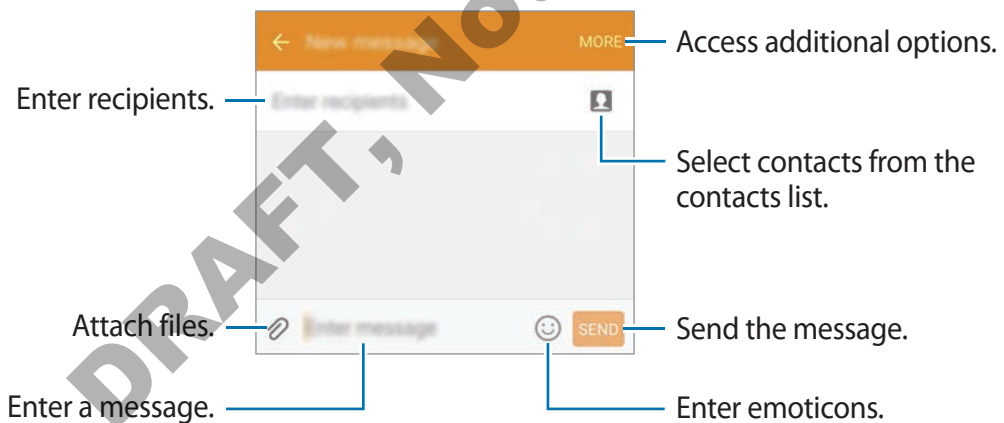 New message
MORE
Access additional options.
Enter recipients.
Enter recipients
Select contacts from the
contacts list.
Attach files.
Enter message
SEND
Send the message.
Enter a message.
Enter emoticons.
DRAFT, No